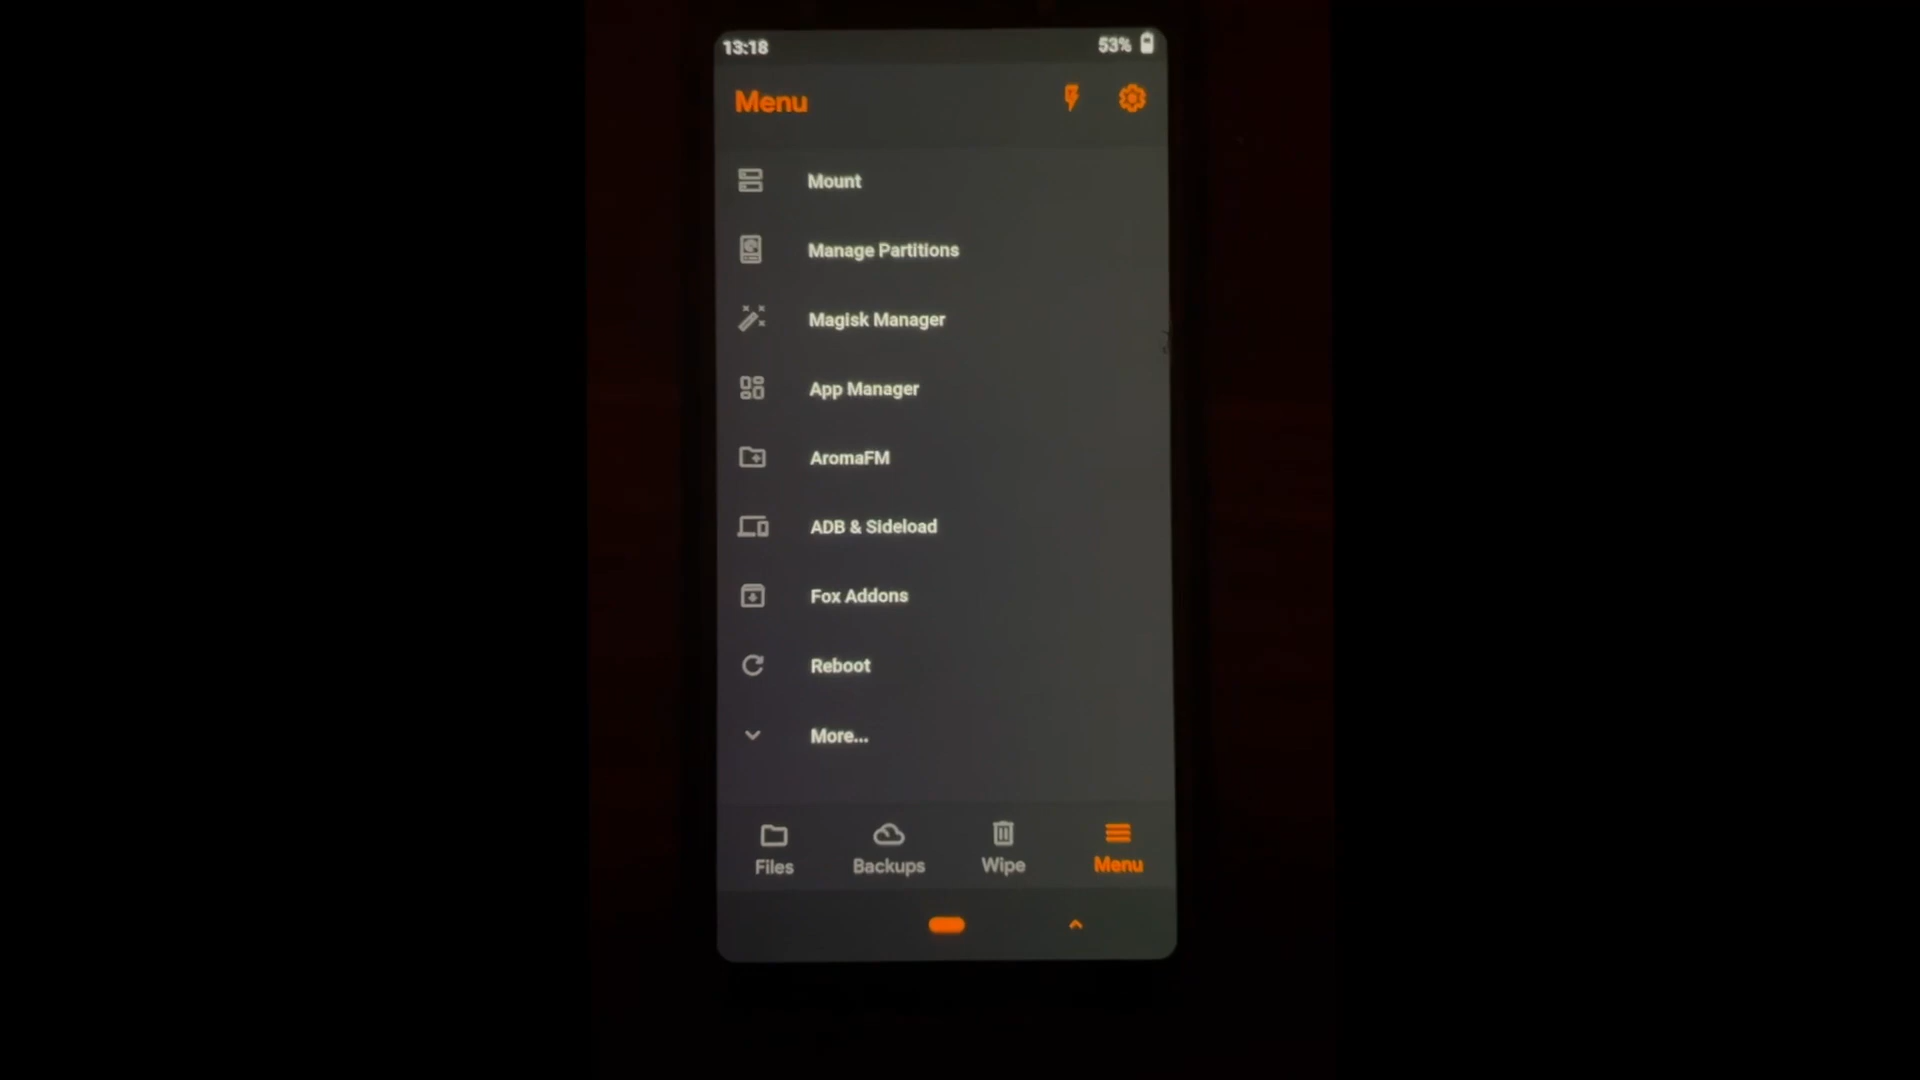 13:18
53%
Menu
Mount
Manage Partitions
Magisk Manager
App Manager
AromaFM
ADB & Sideload
Fox Addons
Reboot
More...
Files
Backups
Wipe
Menu